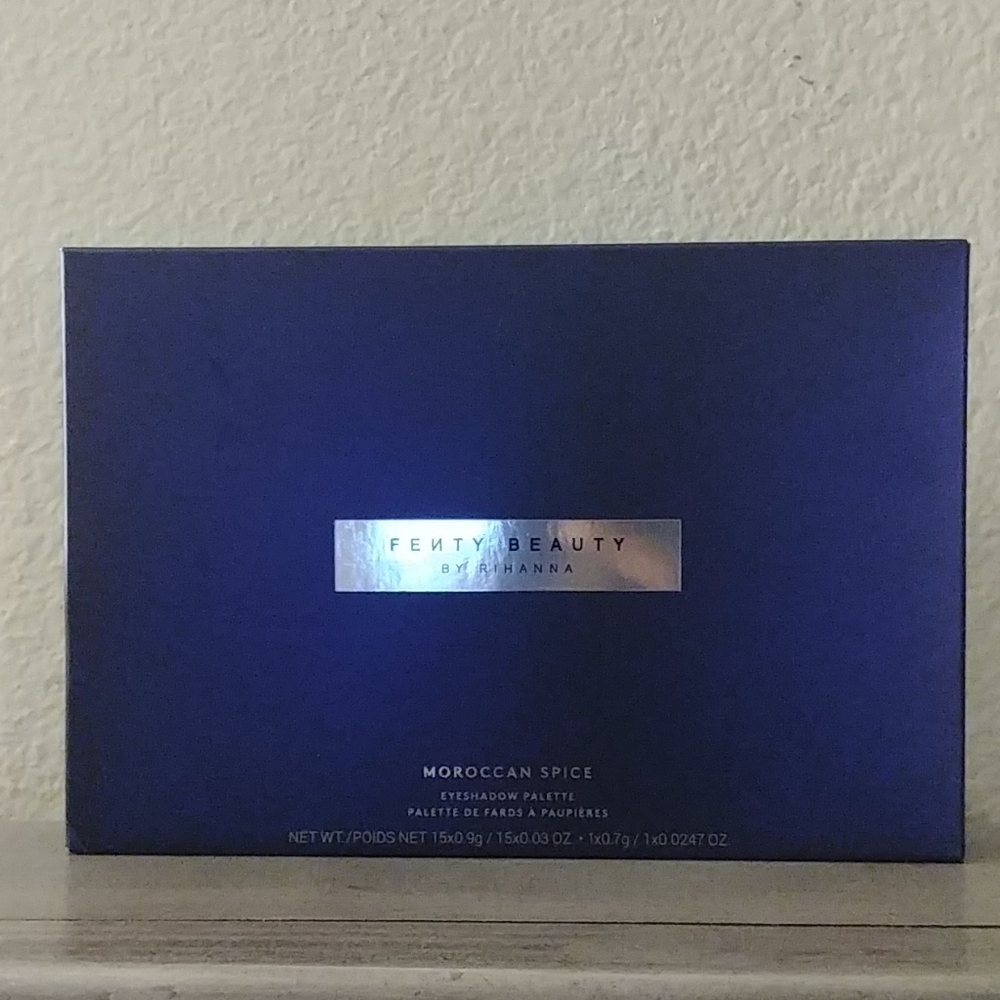 FEИTY BEAUTY
BY RIHANNA
MOROCCAN SPICE
EYESHADOW PALETTE
PALETTE DE FARDS À PAUPIÈRES
NET WT./POIDS NET 15x0.9g / 15x0.03 OZ. • 1x0.7g / 1x0.0247 OZ.